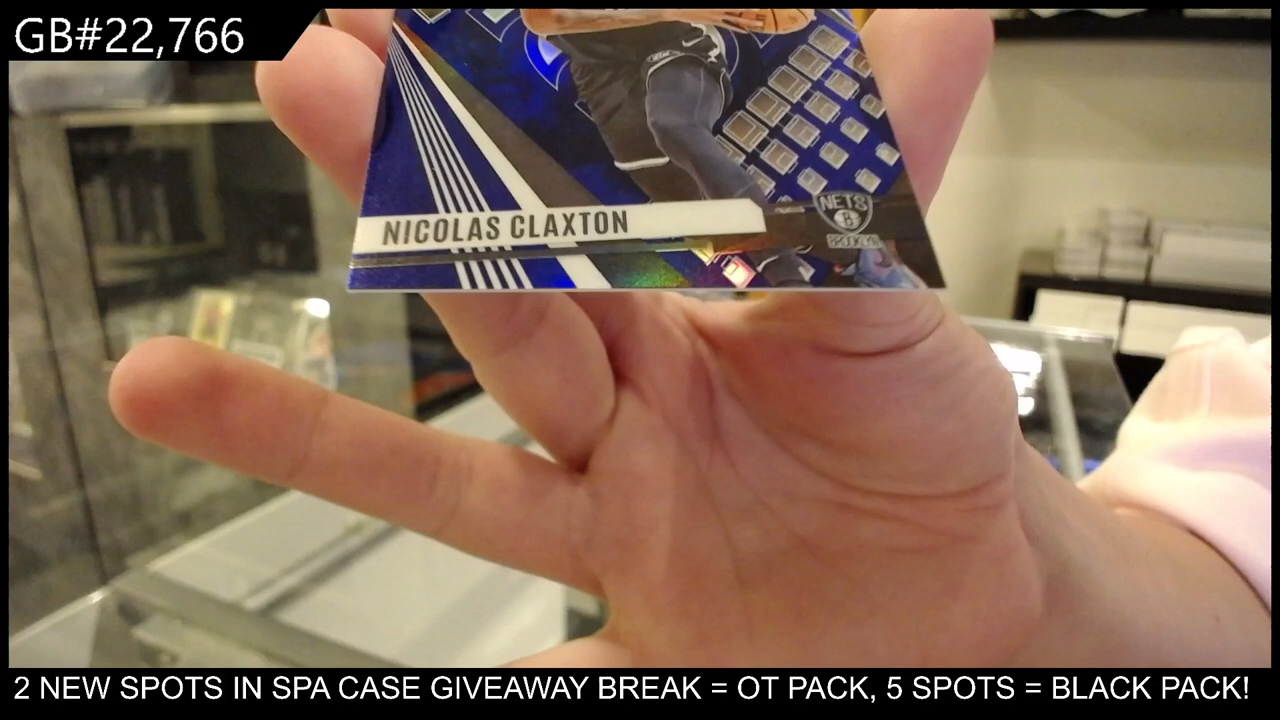 GB#22,766
NICOLAS CLAXTON
NETS
B
BROOKLYN
2 NEW SPOTS IN SPA CASE GIVEAWAY BREAK = OT PACK, 5 SPOTS = BLACK PACK!